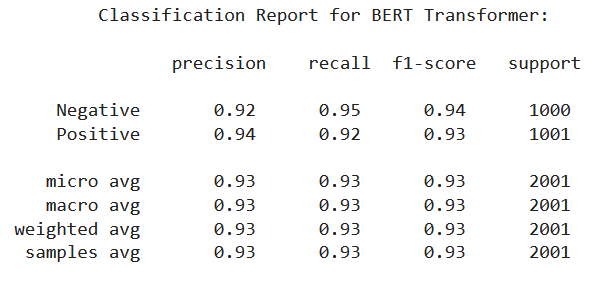 Classification Report for BERT Transformer:
precision recall f1-score support
Negative 0.92 0.95 0.94 1000
Positive 0.94 0.92 0.93 1001
micro avg 0.93 0.93 0.93 2001
macro avg 0.93 0.93 0.93 2001
weighted avg 0.93 0.93 0.93 2001
samples avg 0.93 0.93 0.93 2001